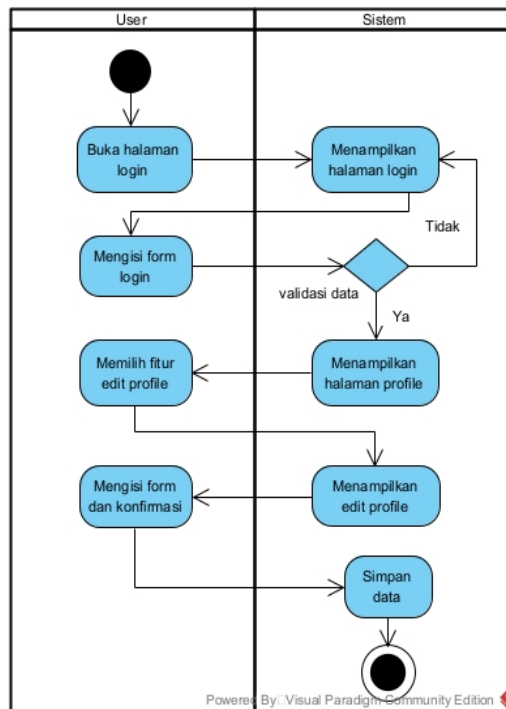 User
Sistem
Buka halaman
login
Menampilkan
halaman login
Tidak
Mengisi form
login
validasi data
Ya
Memilih fitur
edit profile
Menampilkan
halaman profile
Mengisi form
dan konfirmasi
Menampilkan
edit profile
Simpan
data
Powered By Visual Paradigm Community Edition